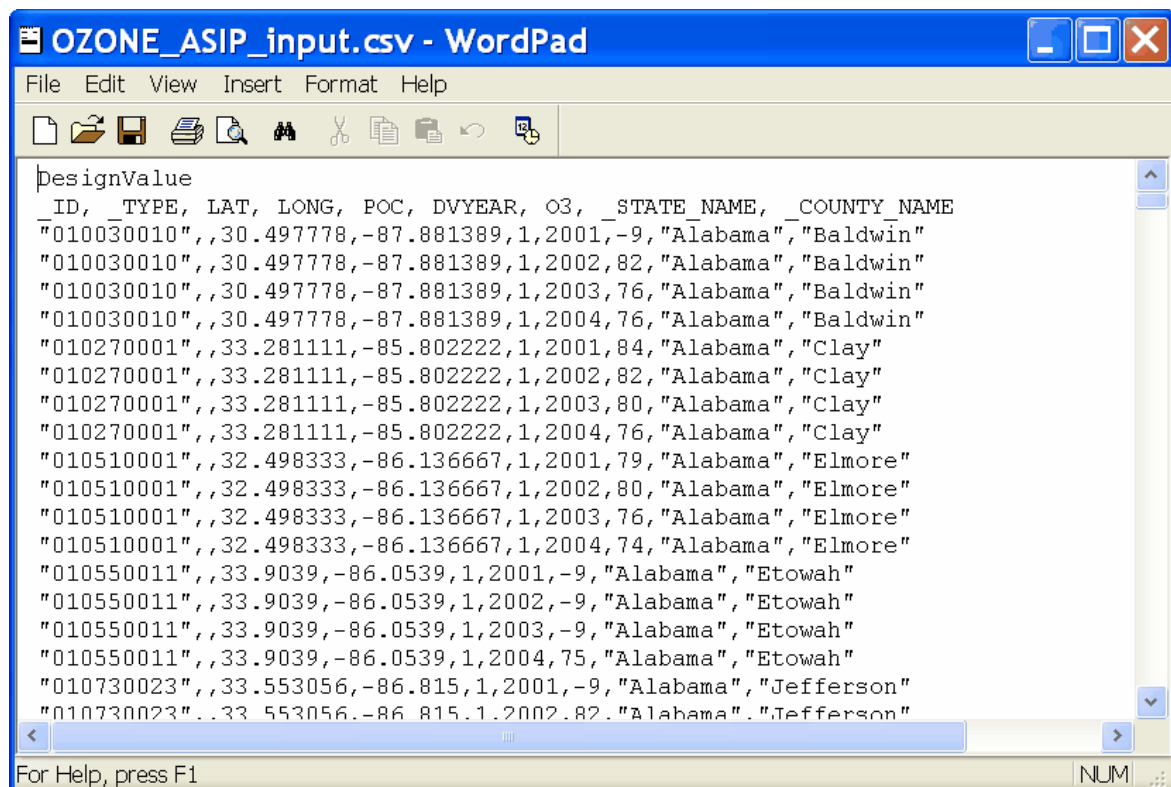 OZONE_ASIP_input.csv - WordPad
File Edit View Insert Format Help
DesignValue
_ID, _TYPE, LAT, LONG, POC, DVYEAR, O3, _STATE_NAME, _COUNTY_NAME
"010030010",,30.497778,-87.881389,1,2001,-9,"Alabama","Baldwin"
"010030010",,30.497778,-87.881389,1,2002,82,"Alabama","Baldwin"
"010030010",,30.497778,-87.881389,1,2003,76,"Alabama","Baldwin"
"010030010",,30.497778,-87.881389,1,2004,76,"Alabama","Baldwin"
"010270001",,33.281111,-85.802222,1,2001,84,"Alabama","Clay"
"010270001",,33.281111,-85.802222,1,2002,82,"Alabama","Clay"
"010270001",,33.281111,-85.802222,1,2003,80,"Alabama","Clay"
"010270001",,33.281111,-85.802222,1,2004,76,"Alabama","Clay"
"010510001",,32.498333,-86.136667,1,2001,79,"Alabama","Elmore"
"010510001",,32.498333,-86.136667,1,2002,80,"Alabama","Elmore"
"010510001",,32.498333,-86.136667,1,2003,76,"Alabama","Elmore"
"010510001",,32.498333,-86.136667,1,2004,74,"Alabama","Elmore"
"010550011",,33.9039,-86.0539,1,2001,-9,"Alabama","Etowah"
"010550011",,33.9039,-86.0539,1,2002,-9,"Alabama","Etowah"
"010550011",,33.9039,-86.0539,1,2003,-9,"Alabama","Etowah"
"010550011",,33.9039,-86.0539,1,2004,75,"Alabama","Etowah"
"010730023",,33.553056,-86.815,1,2001,-9,"Alabama","Jefferson"
"010730023",,33.553056,-86.815,1,2002,82,"Alabama","Jefferson"
For Help, press F1
NUM